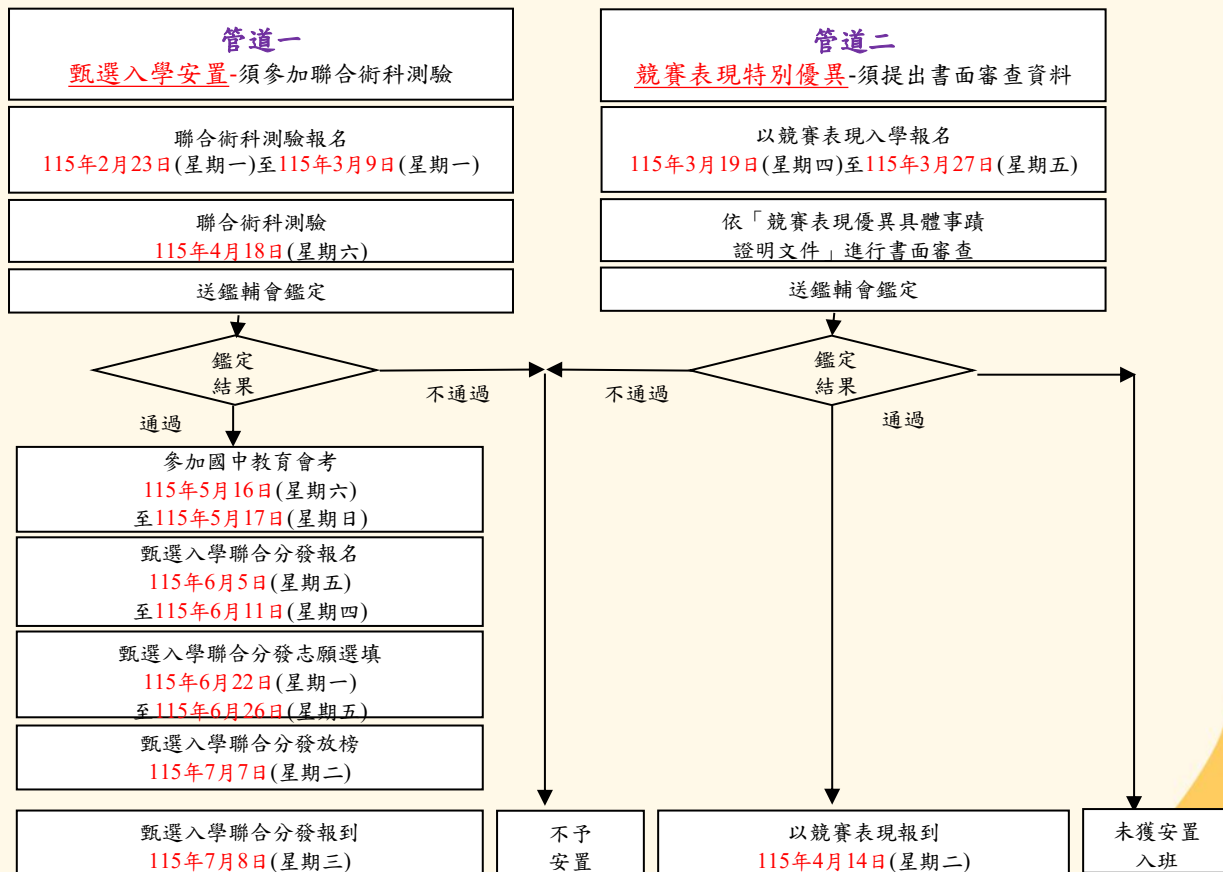 管道一
甄選入學安置-須參加聯合術科測驗
聯合術科測驗報名
115年2月23日(星期一)至115年3月9日(星期一)
聯合術科測驗
115年4月18日(星期六)
送鑑輔會鑑定
鑑定
結果
不通過
通過
參加國中教育會考
115年5月16日(星期六)
至115年5月17日(星期日)
甄選入學聯合分發報名
115年6月5日(星期五)
至115年6月11日(星期四)
甄選入學聯合分發志願選填
115年6月22日(星期一)
至115年6月26日(星期五)
甄選入學聯合分發放榜
115年7月7日(星期二)
甄選入學聯合分發報到
115年7月8日(星期三)
管道二
競賽表現特別優異-須提出書面審查資料
以競賽表現入學報名
115年3月19日(星期四)至115年3月27日(星期五)
依「競賽表現優異具體事蹟
證明文件」進行書面審查
送鑑輔會鑑定
鑑定
結果
不通過
通過
不予
安置
以競賽表現報到
115年4月14日(星期二)
未獲安置
入班